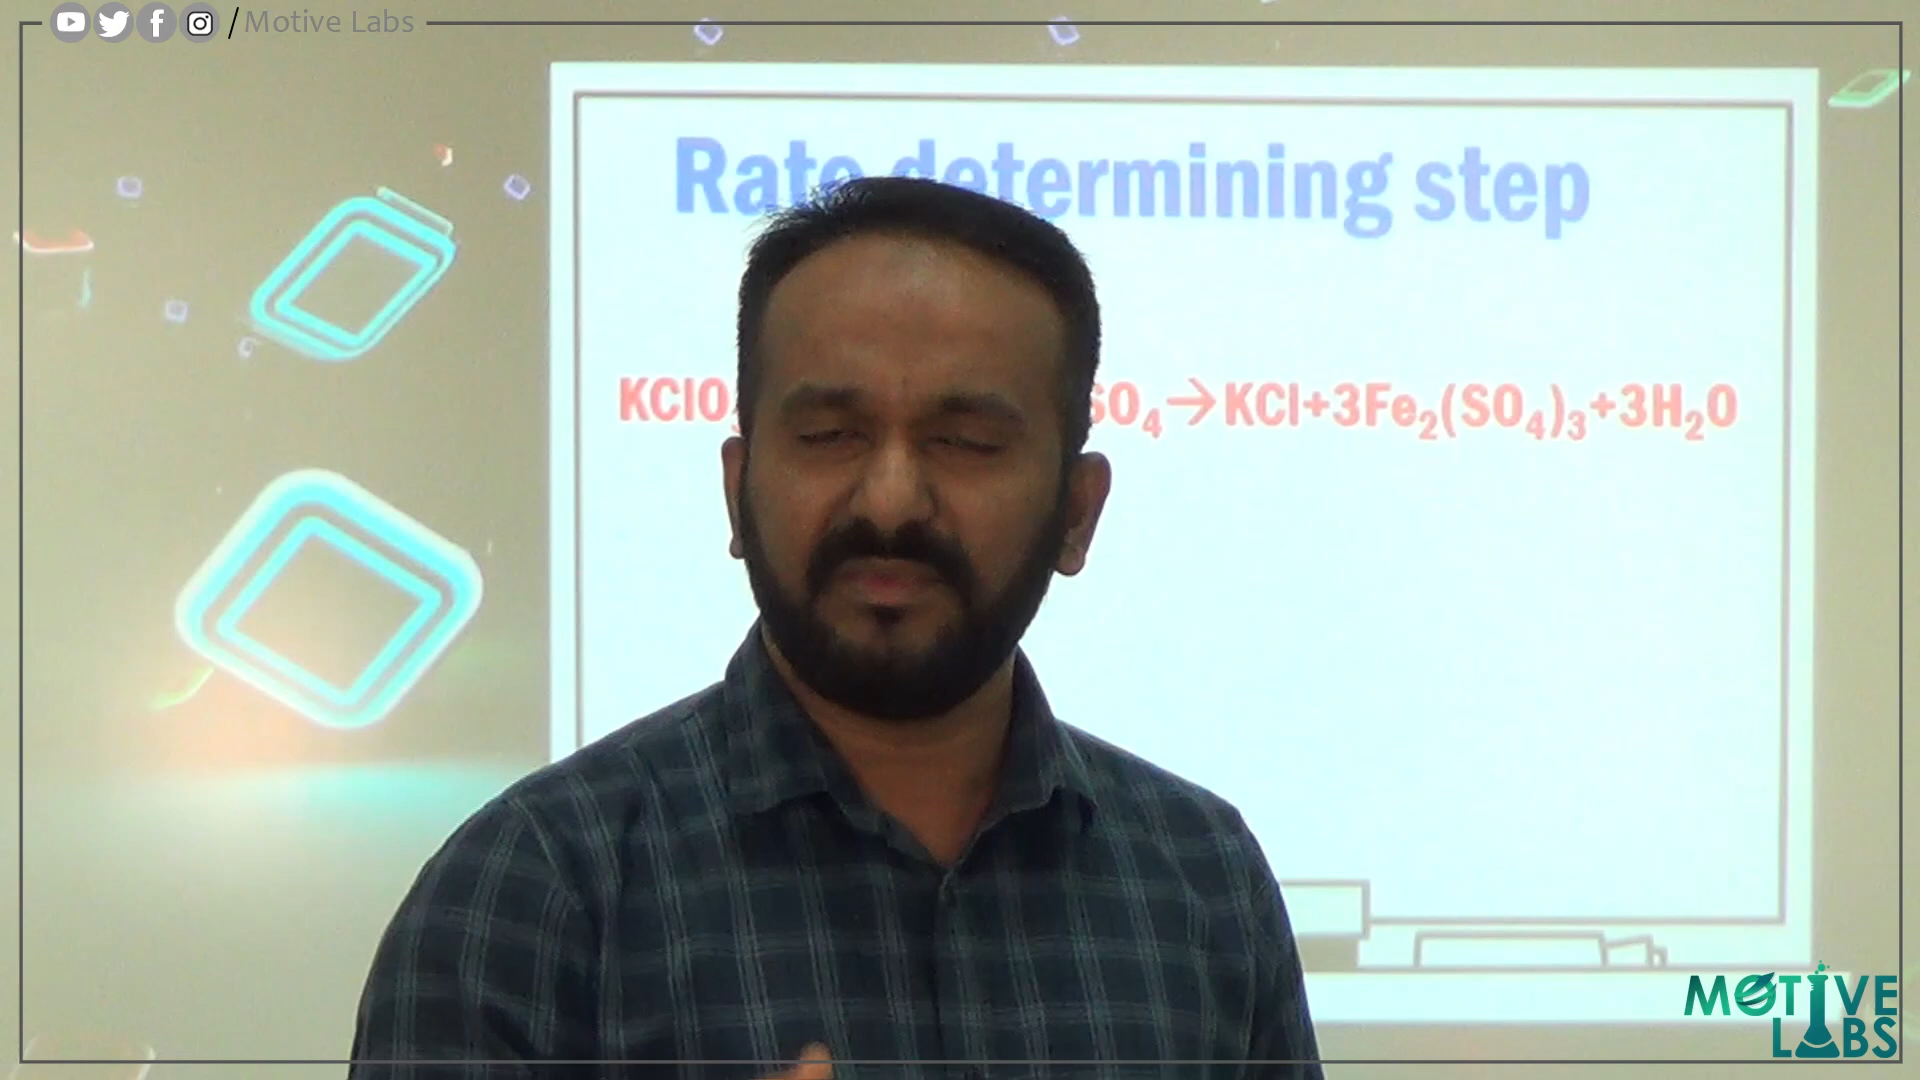 /Motive Labs
Rate determining step
KClO SO₄→KCl+3Fe₂(SO₄)₃+3H₂O
MOTIVE
LABS